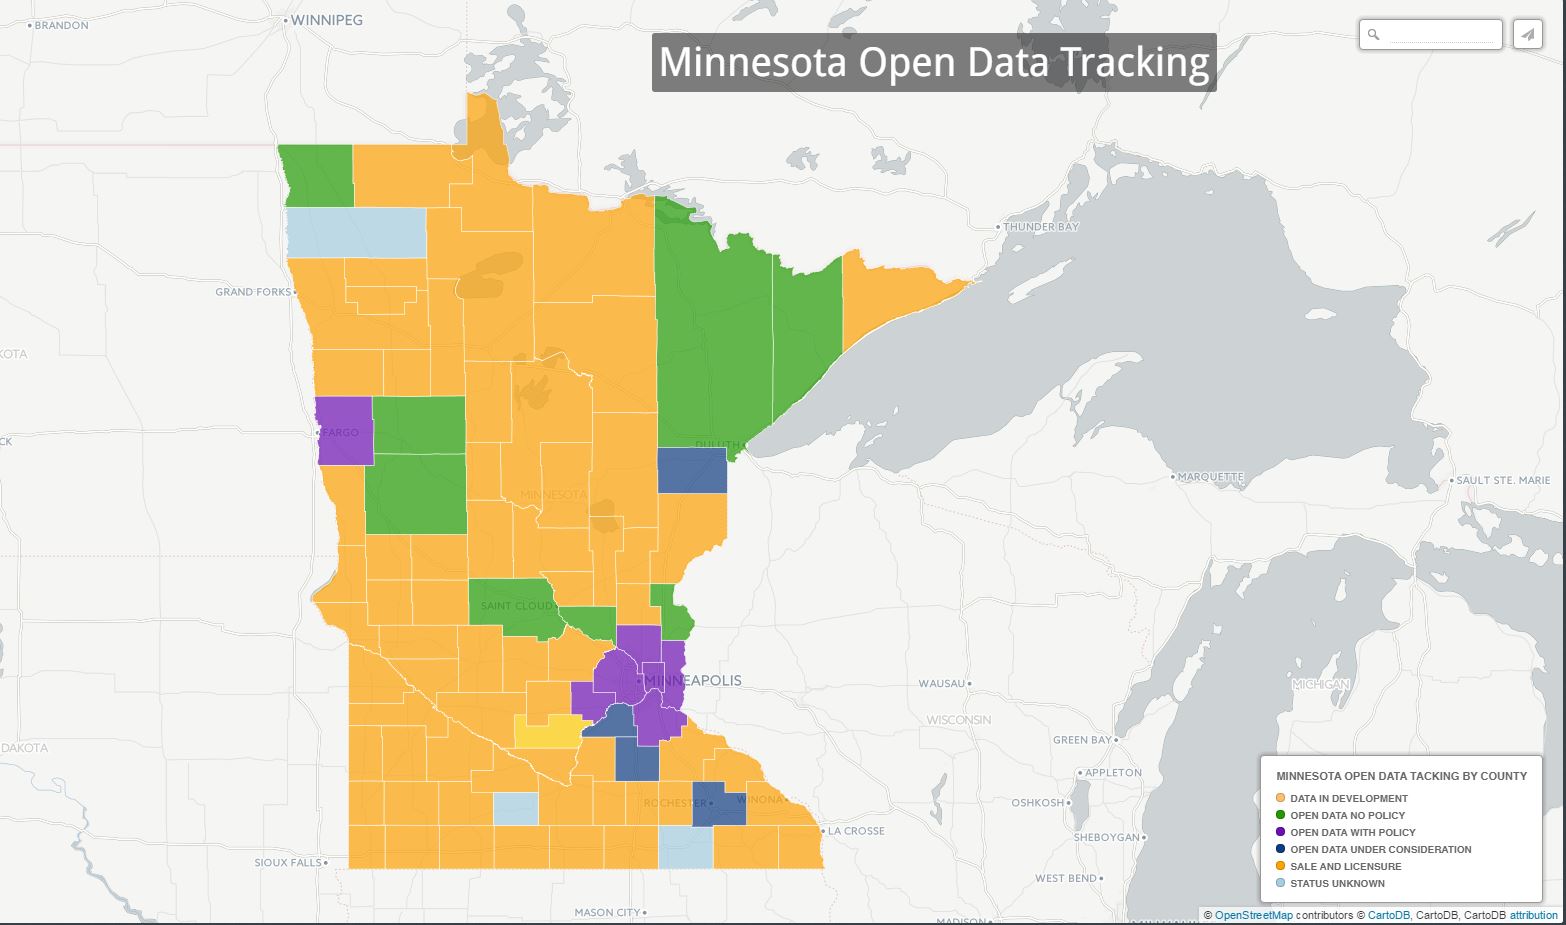 BRANDON
WINNIPEG
Minnesota Open Data Tracking
THUNDER BAY
GRAND FORKS
KOTA
FARGO
CK
DULUTH
MARQUETTE
SAULT STE. MARIE
MINNESOTA
SAINT CLOUD
MINNEAPOLIS
WAUSAU
MICHIGAN
WISCONSIN
DAKOTA
GREEN BAY
APPLETON
ROCHESTER
WINONA
OSHKOSH
LA CROSSE
SHEBOYGAN
SIOUX FALLS
WEST BEND
MASON CITY
MADISON
MINNESOTA OPEN DATA TACKING BY COUNTY
DATA IN DEVELOPMENT
OPEN DATA NO POLICY
OPEN DATA WITH POLICY
OPEN DATA UNDER CONSIDERATION
SALE AND LICENSURE
STATUS UNKNOWN
© OpenStreetMap contributors © CartoDB, CartoDB, CartoDB attribution